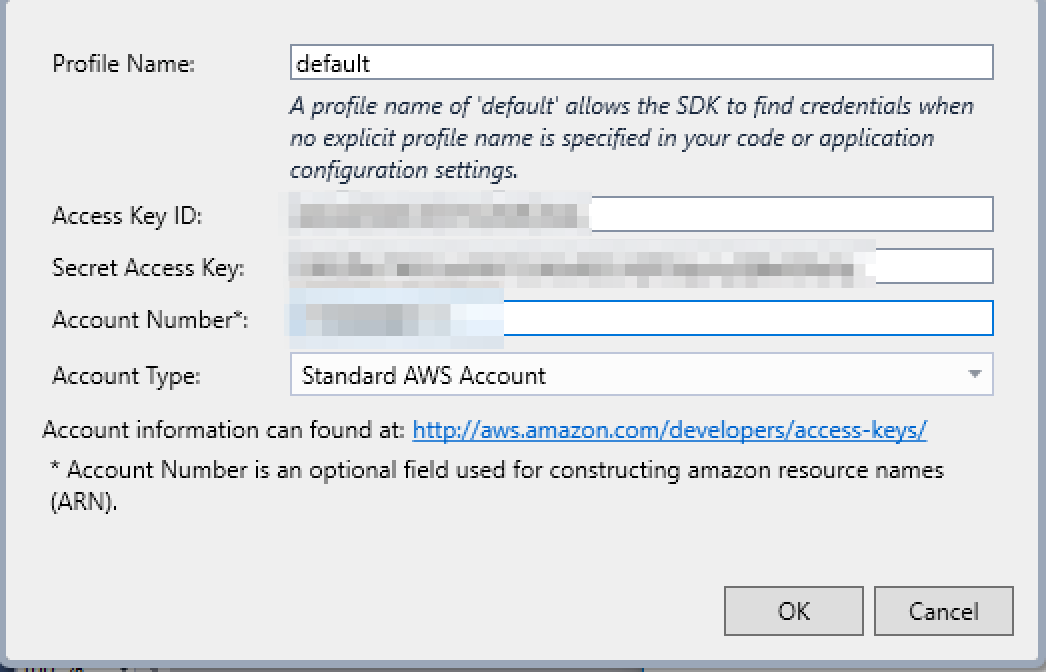 Profile Name: default
A profile name of 'default' allows the SDK to find credentials when
no explicit profile name is specified in your code or application
configuration settings.
Access Key ID:
Secret Access Key:
Account Number*:
Account Type: Standard AWS Account
Account information can found at: http://aws.amazon.com/developers/access-keys/
* Account Number is an optional field used for constructing amazon resource names
(ARN).
OK Cancel